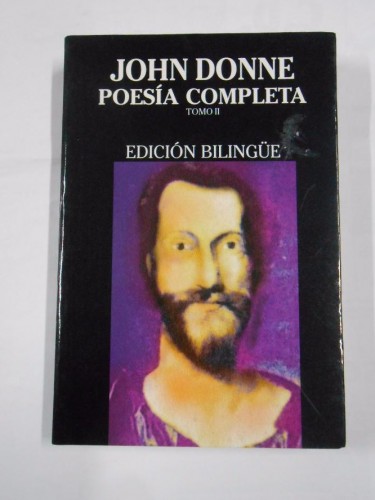 JOHN DONNE
POESÍA COMPLETA
TOMO II
EDICIÓN BILINGÜE